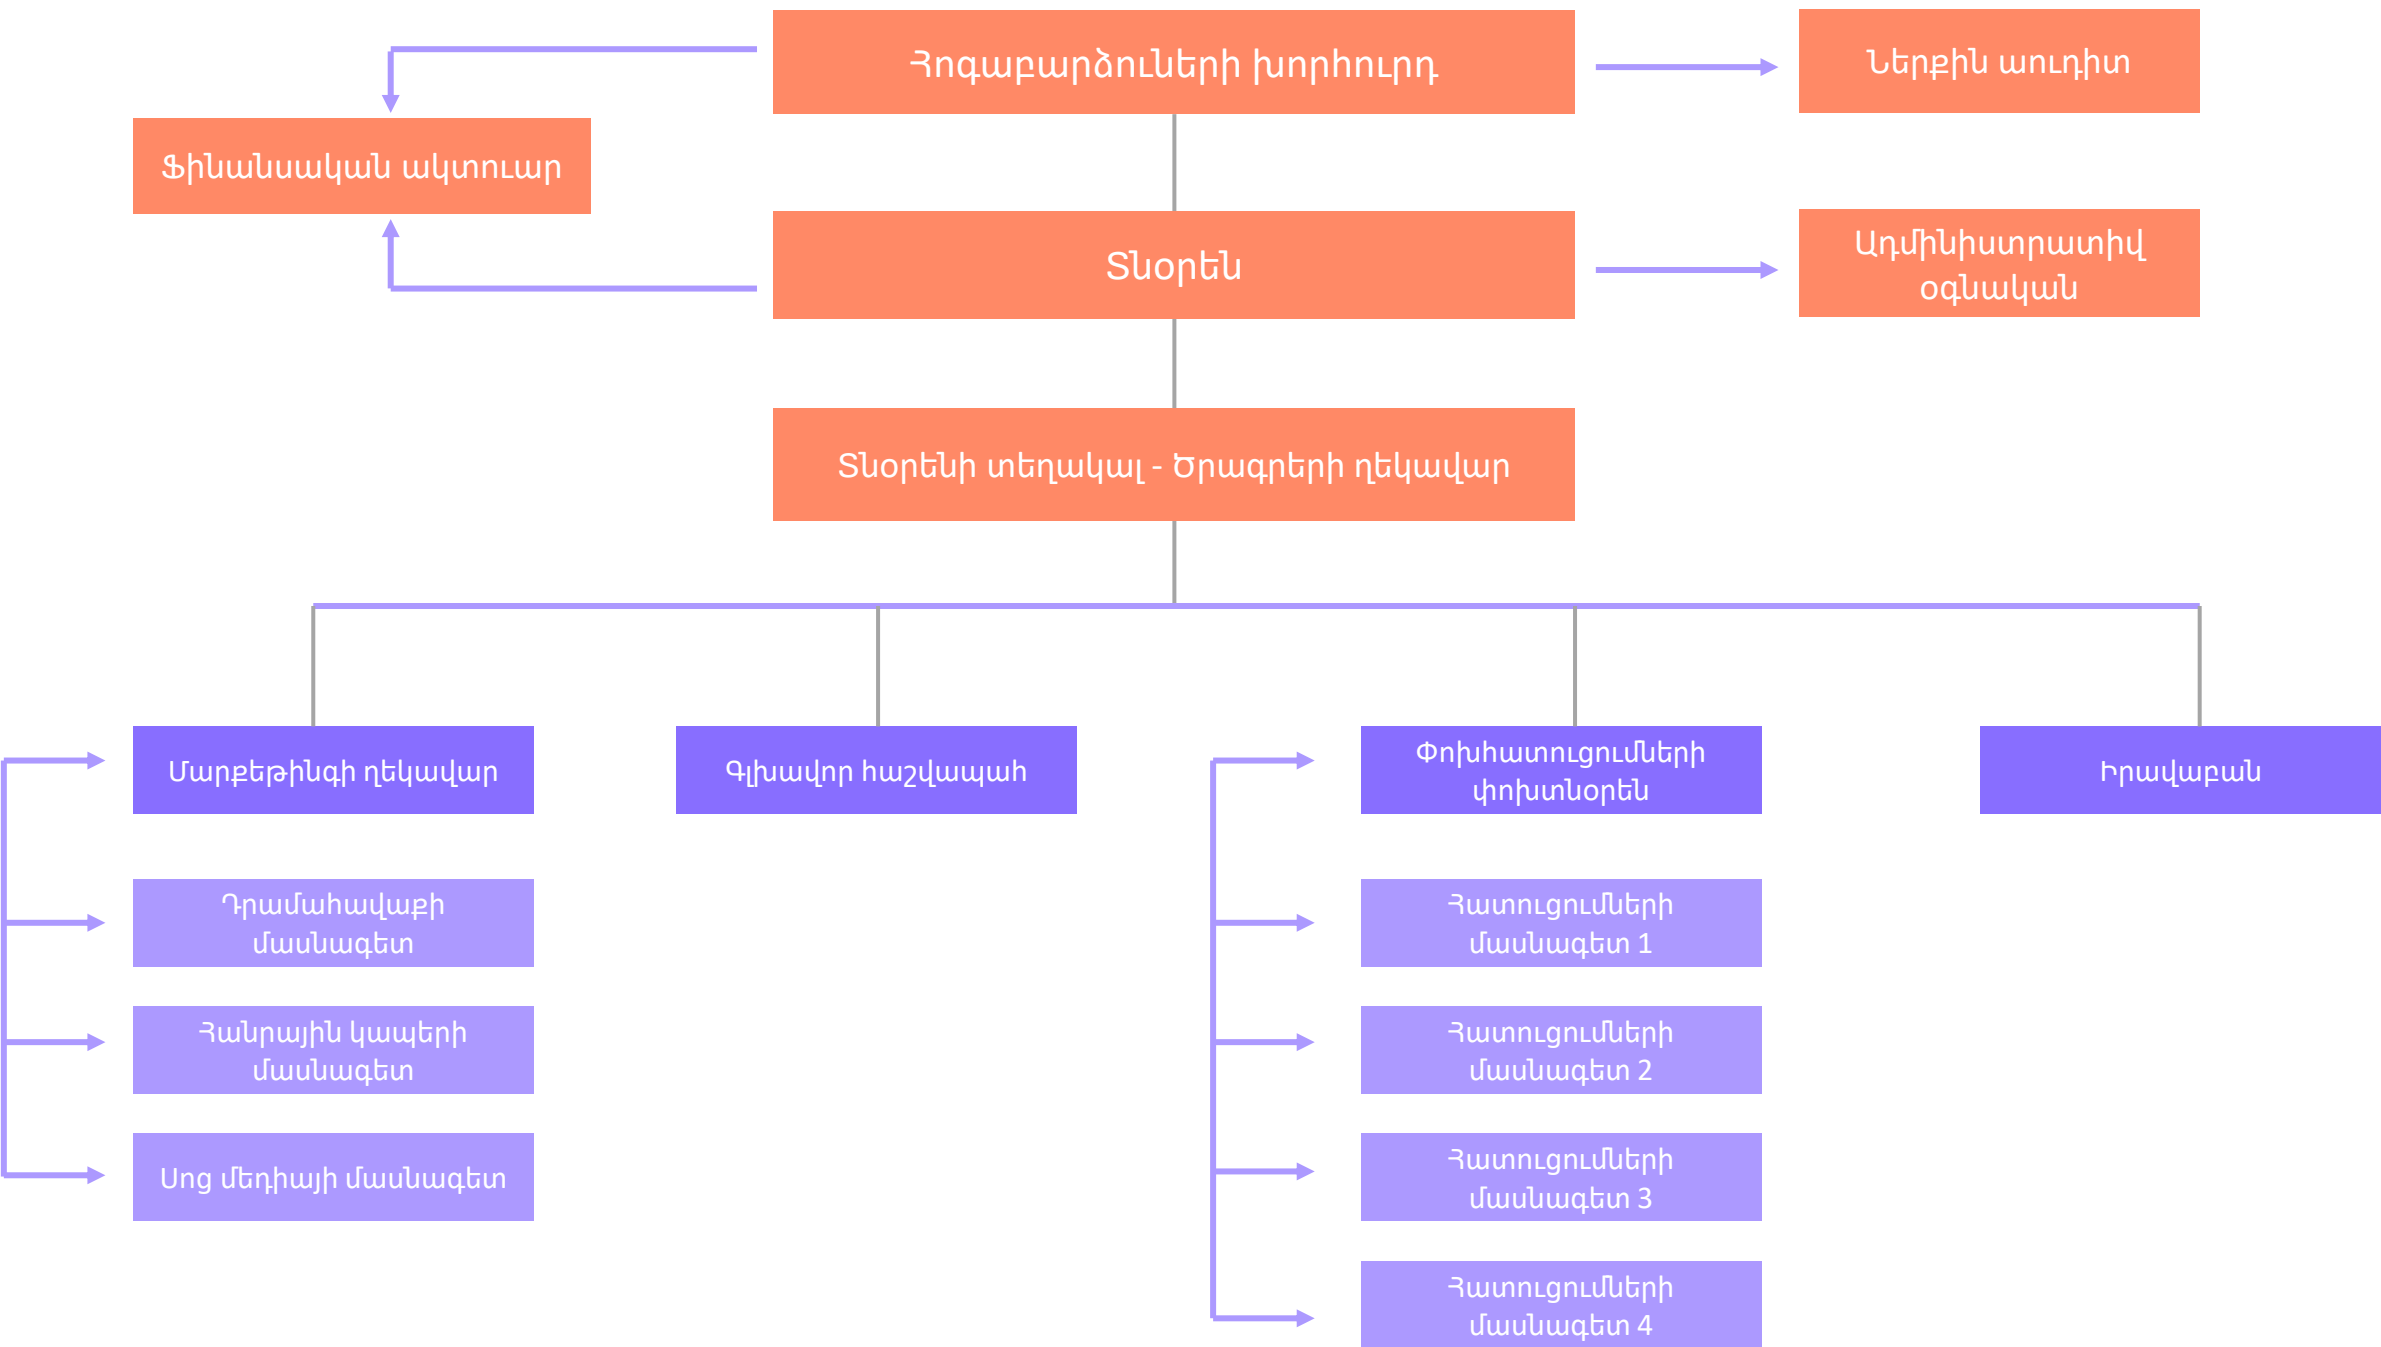 Հոգաբարձուների խորհուրդ
Ներքին աուդիտ
Ֆինանսական ակտուար
Տնօրեն
Ադմինիստրատիվ
օգնական
Տնօրենի տեղակալ - Ծրագրերի ղեկավար
Մարքեթինգի ղեկավար
Գլխավոր հաշվապահ
Փոխհատուցումների
փոխտնօրեն
Իրավաբան
Դրամահավաքի
մասնագետ
Հատուցումների
մասնագետ 1
Հանրային կապերի
մասնագետ
Հատուցումների
մասնագետ 2
Սոց մեդիայի մասնագետ
Հատուցումների
մասնագետ 3
Հատուցումների
մասնագետ 4